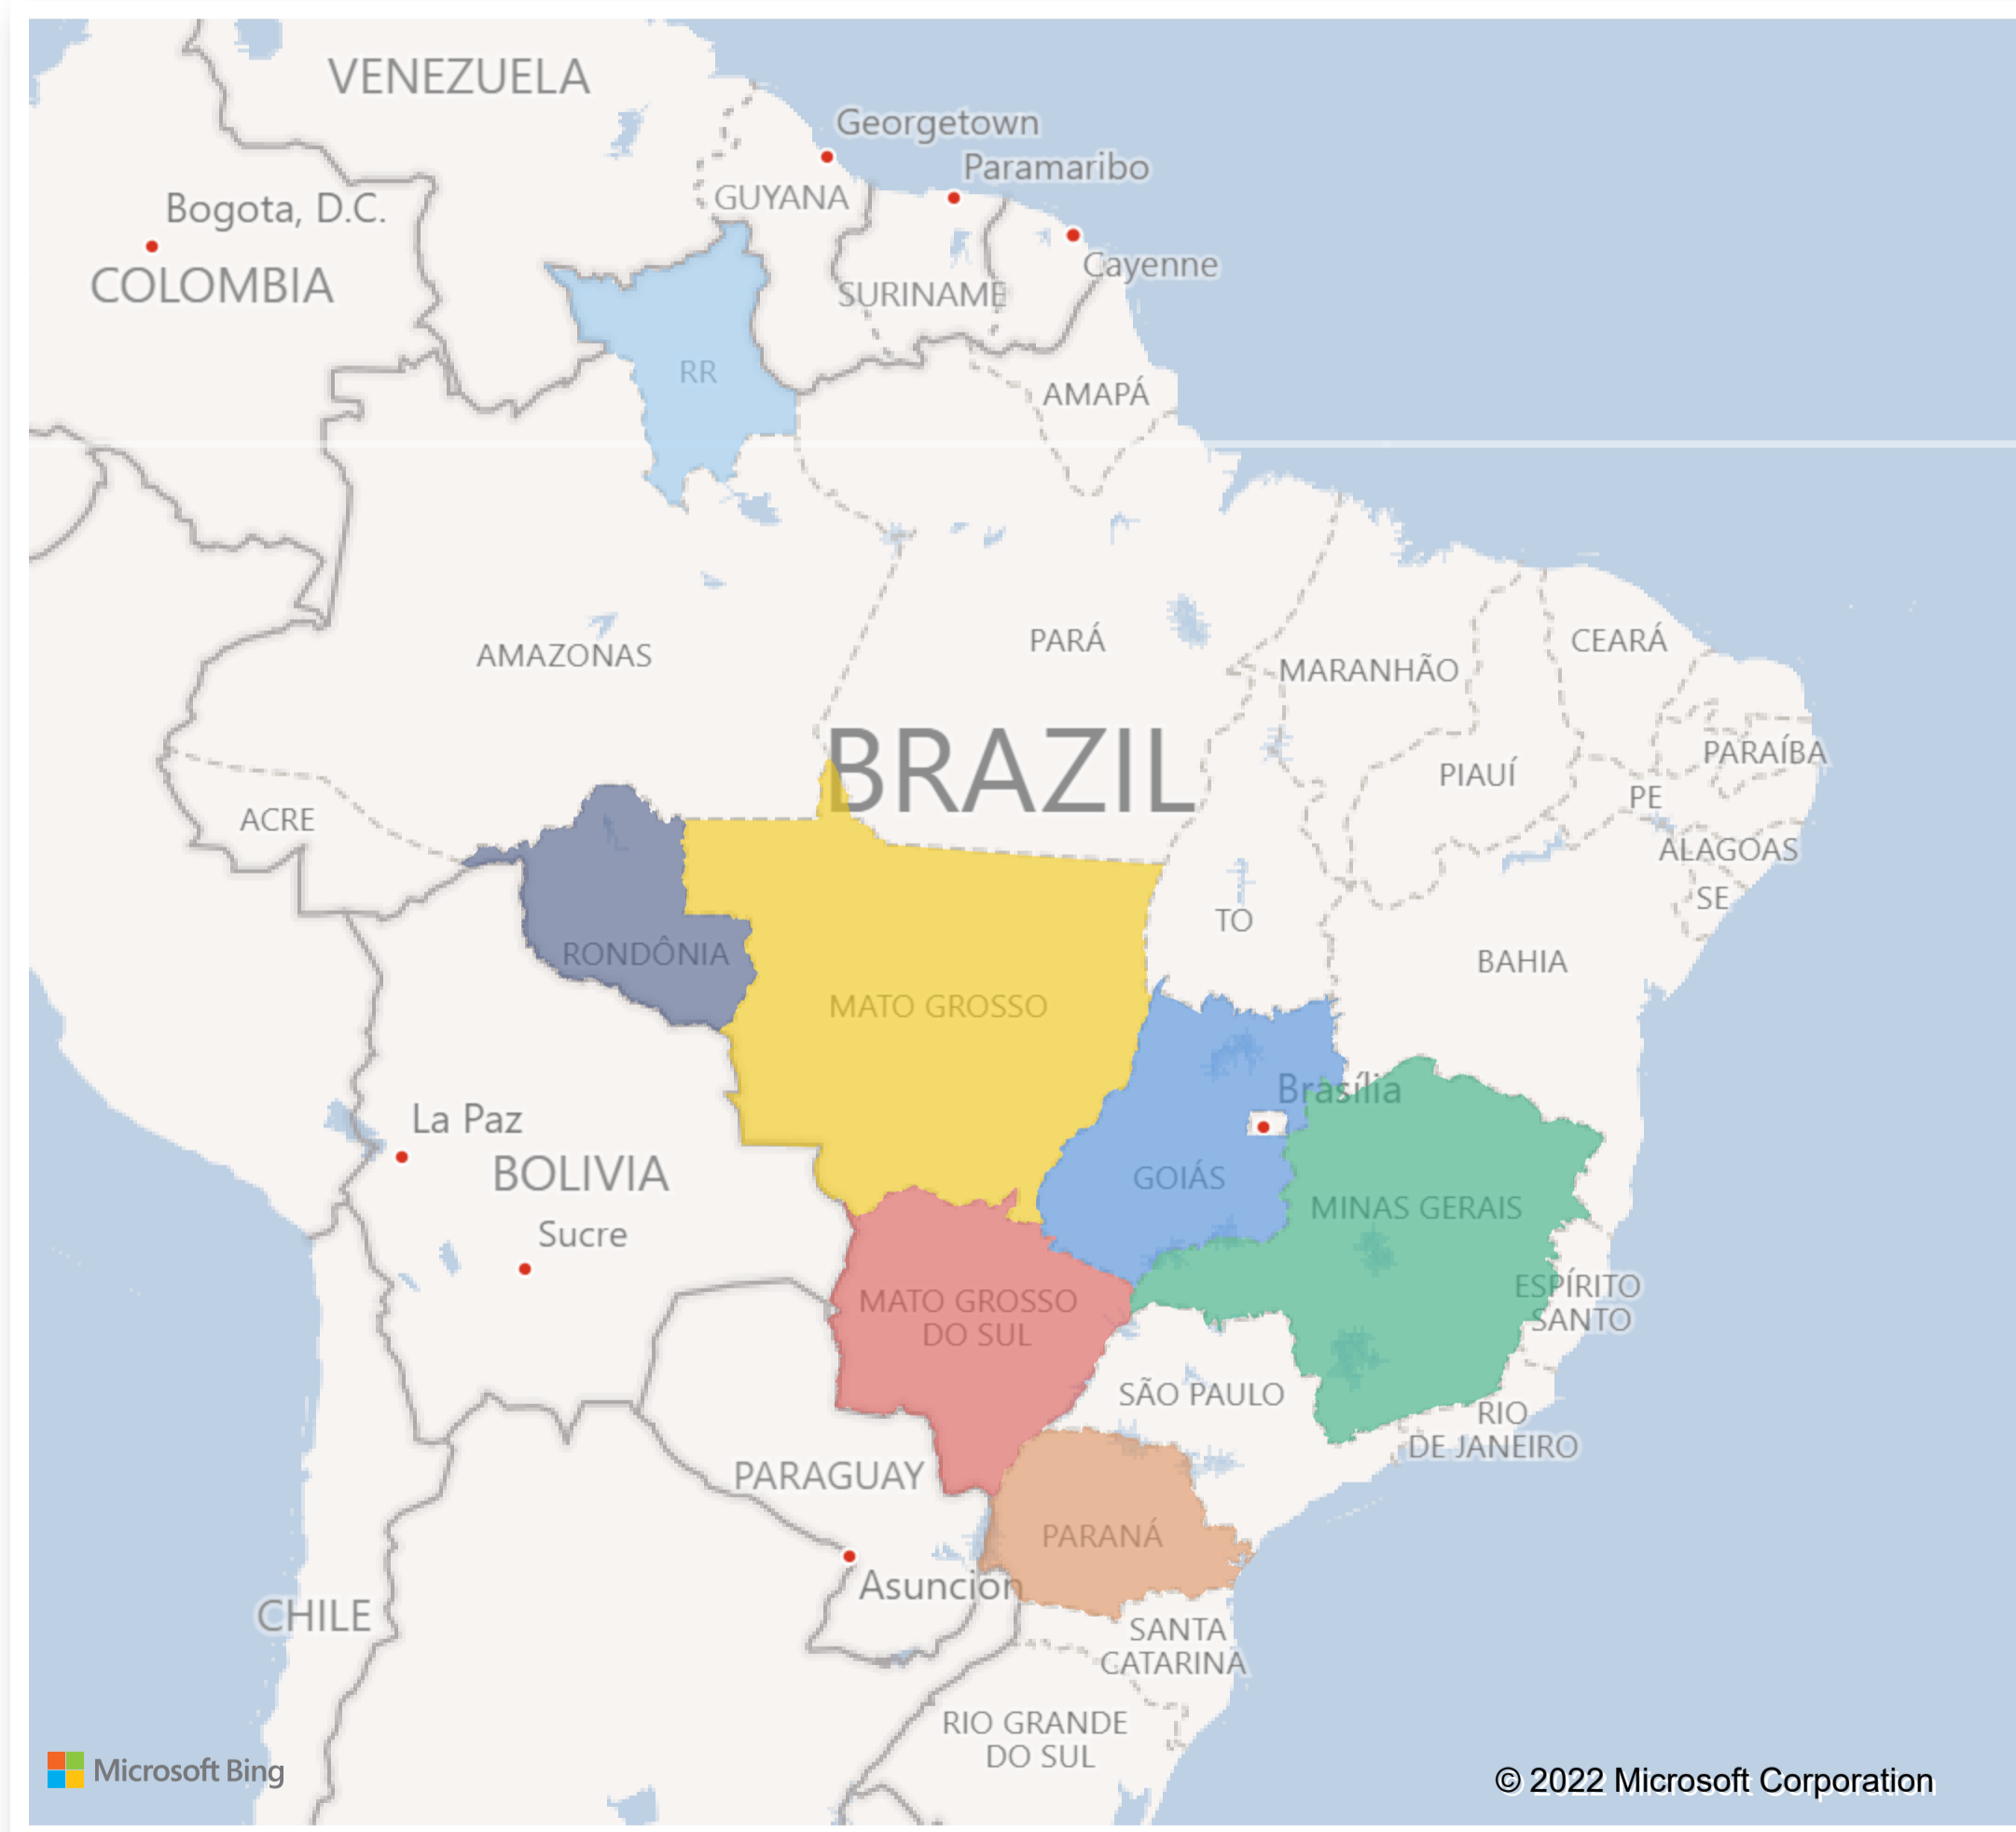 VENEZUELA
Georgetown
Paramaribo
GUYANA
Bogota, D.C.
COLOMBIA
Cayenne
SURINAME
RR
AMAPÁ
AMAZONAS
PARÁ
MARANHÃO
CEARÁ
BRAZIL
PARAÍBA
PIAUÍ
PE
ACRE
ALAGOAS
SE
TO
RONDÔNIA
BAHIA
MATO GROSSO
Brasília
La Paz
BOLIVIA
GOIÁS
MINAS GERAIS
Sucre
ESPÍRITO
SANTO
MATO GROSSO
DO SUL
SÃO PAULO
RIO
DE JANEIRO
PARAGUAY
PARANÁ
Asuncion
CHILE
SANTA
CATARINA
RIO GRANDE
DO SUL
Microsoft Bing
© 2022 Microsoft Corporation